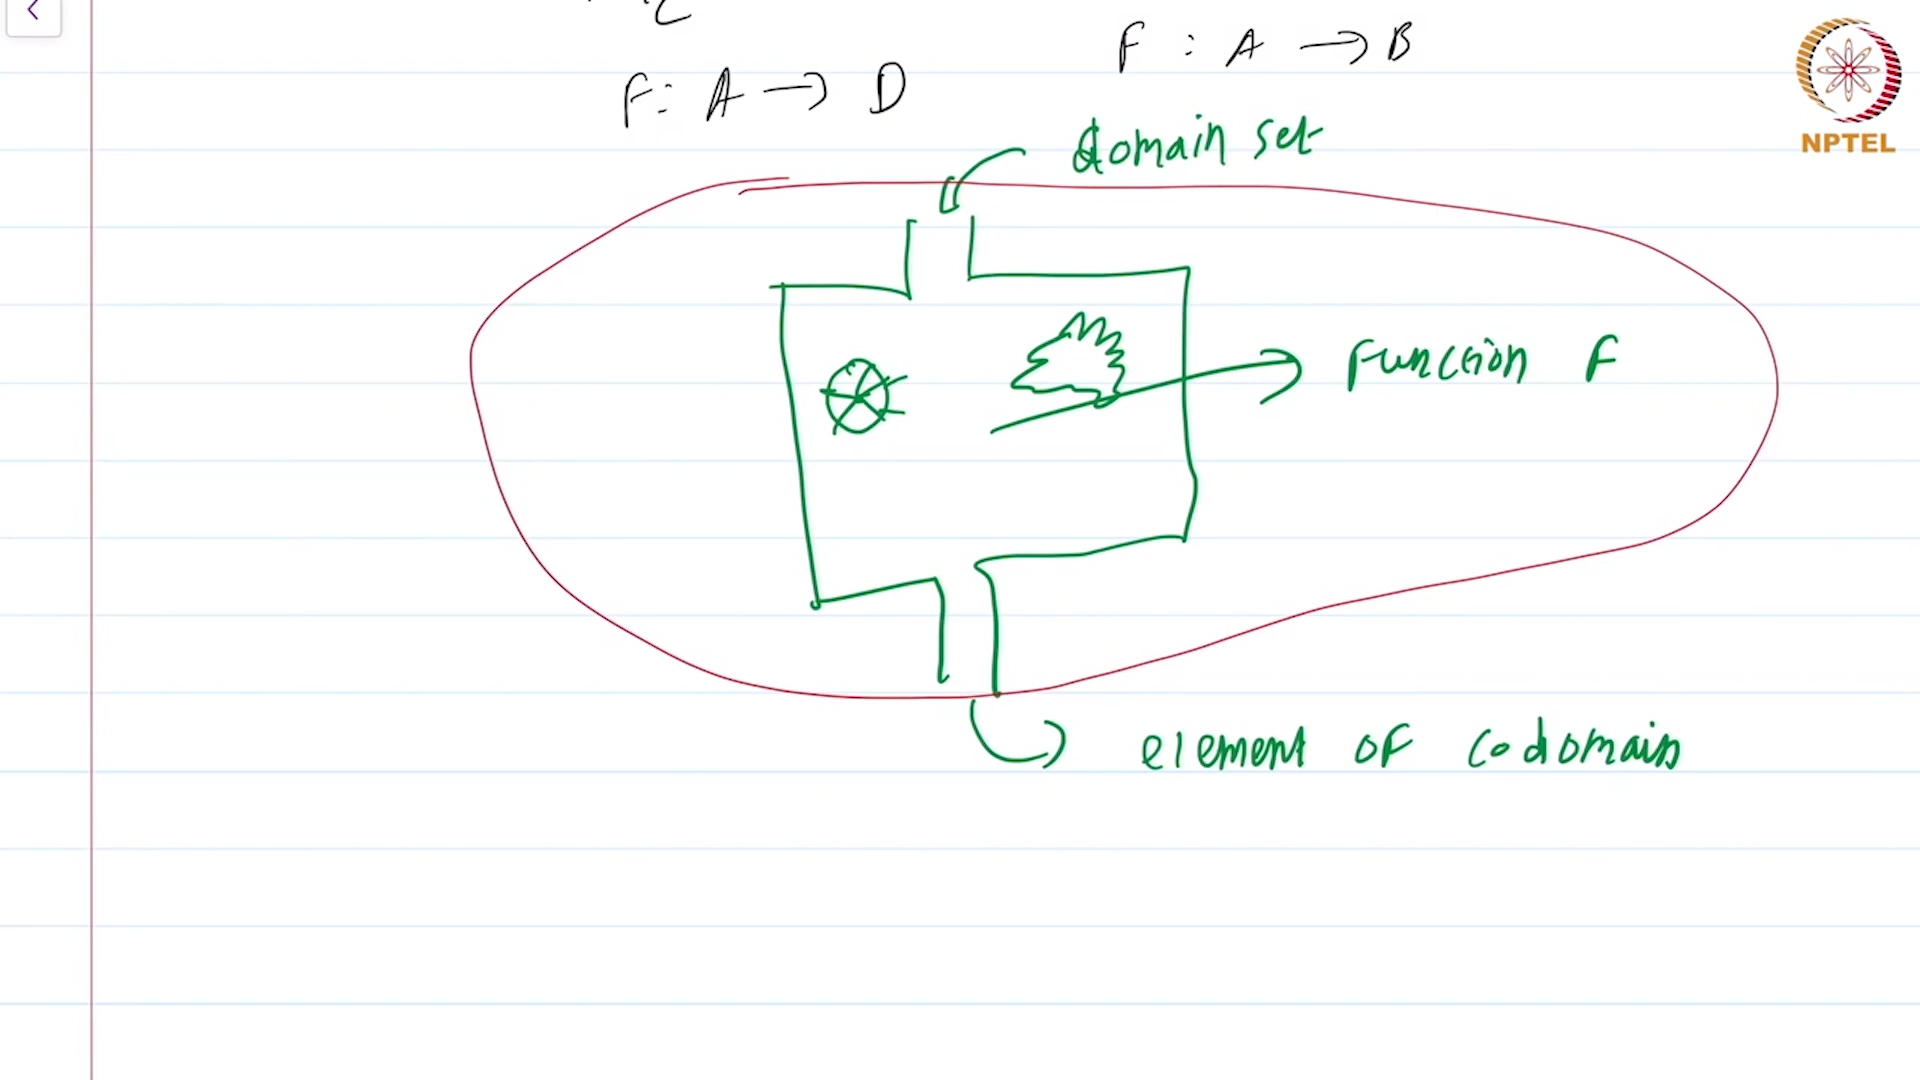 F : A → B
F: A → D
domain set
Function F
element of codomain
NPTEL